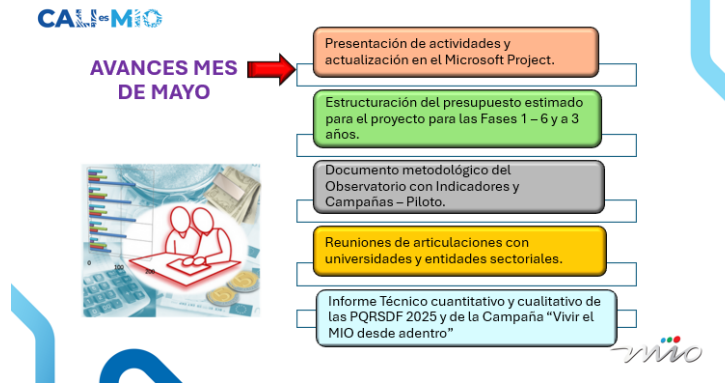 CALI es MIO
AVANCES MES
DE MAYO
Presentación de actividades y
actualización en el Microsoft Project.
Estructuración del presupuesto estimado
para el proyecto para las Fases 1 – 6 y a 3
años.
Documento metodológico del
Observatorio con Indicadores y
Campañas – Piloto.
Reuniones de articulaciones con
universidades y entidades sectoriales.
Informe Técnico cuantitativo y cualitativo de
las PQRSDF 2025 y de la Campaña “Vivir el
MIO desde adentro”
0
100
200
mio